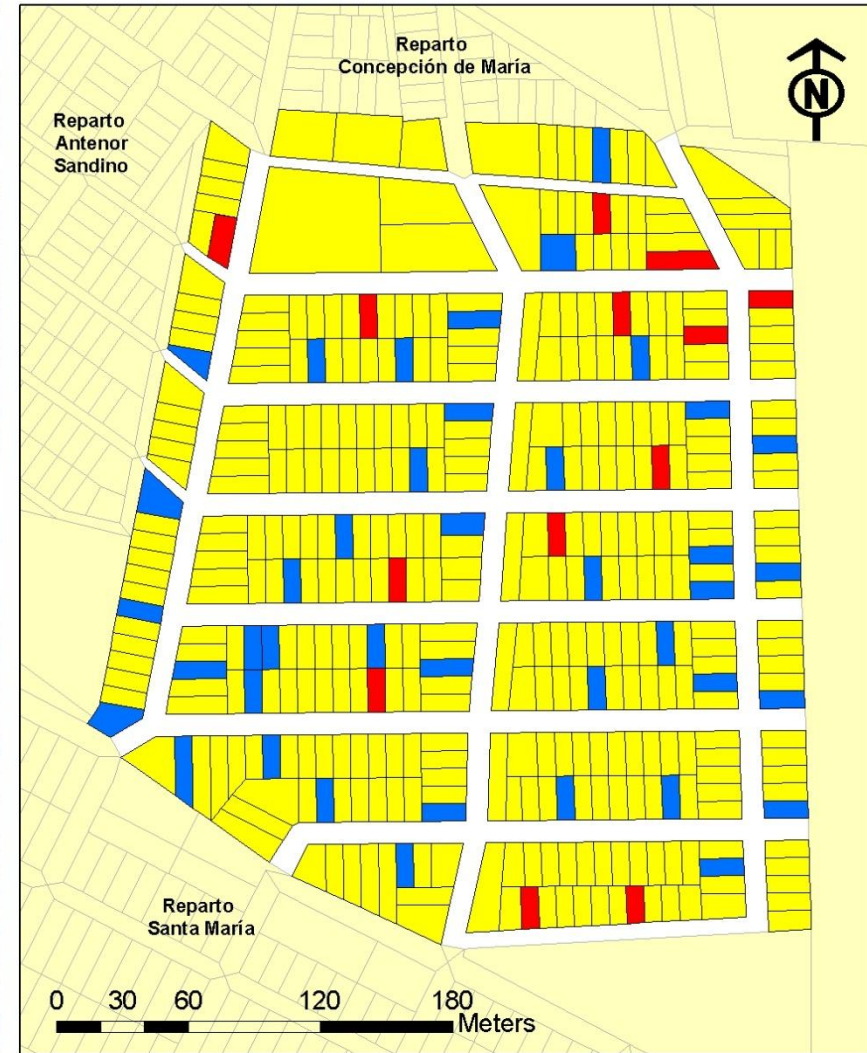 Reparto
Concepción de María
N
Reparto
Antenor
Sandino
Reparto
Santa María
0 30 60 120 180
Meters